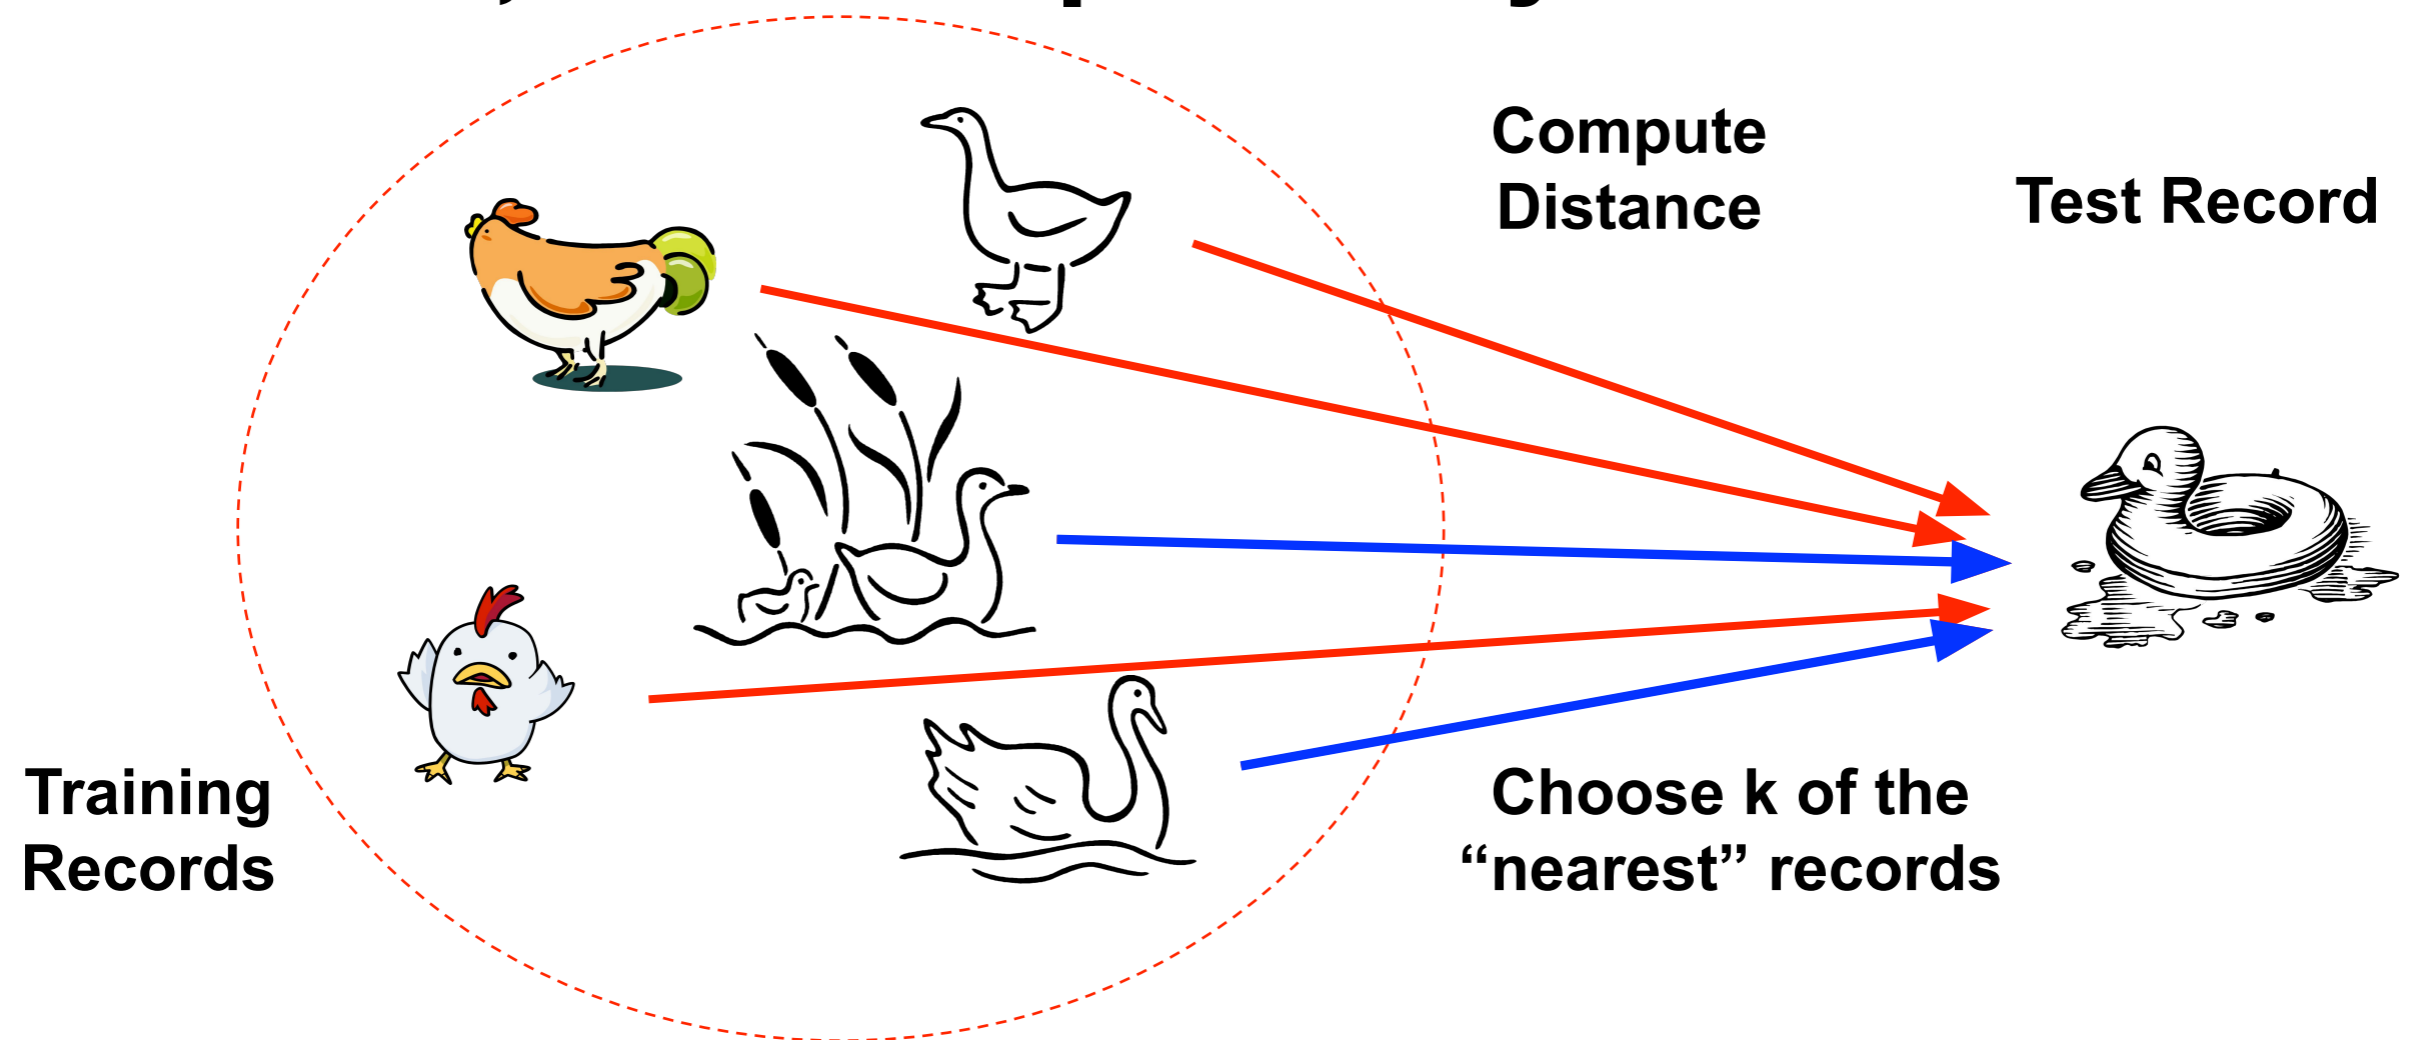 Compute
Distance
Test Record
Training
Records
Choose k of the
“nearest” records